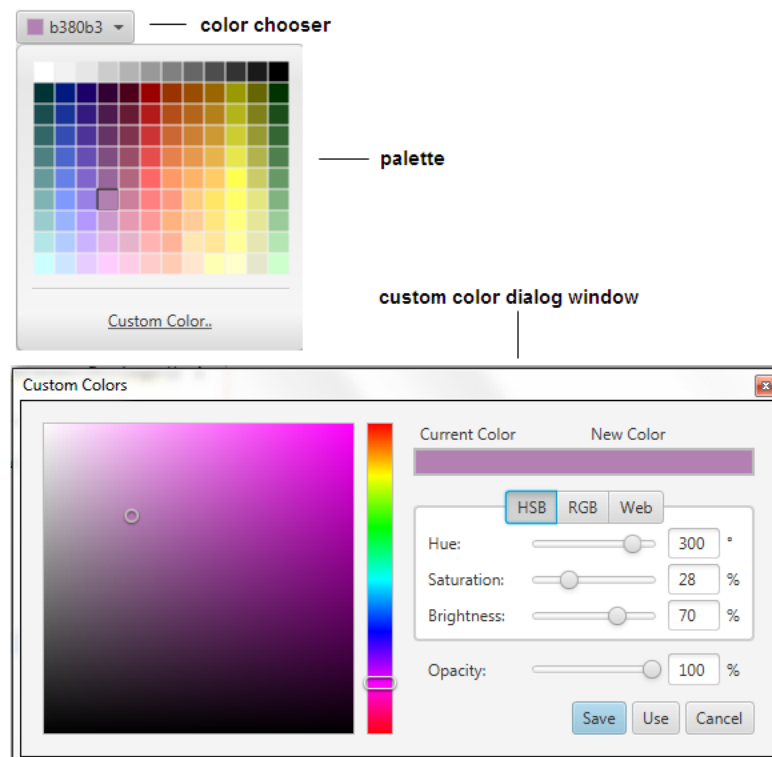 b380b3
color chooser
palette
Custom Color..
custom color dialog window
Custom Colors
Current Color New Color
HSB RGB Web
Hue: 300 °
Saturation: 28 %
Brightness: 70 %
Opacity: 100 %
Save Use Cancel